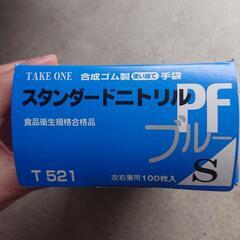 TAKE ONE 合成ゴム製 使い捨て 手袋
スタンダードニトリル PF
ブルー
食品衛生規格合格品
S
T 521 左右兼用100枚入